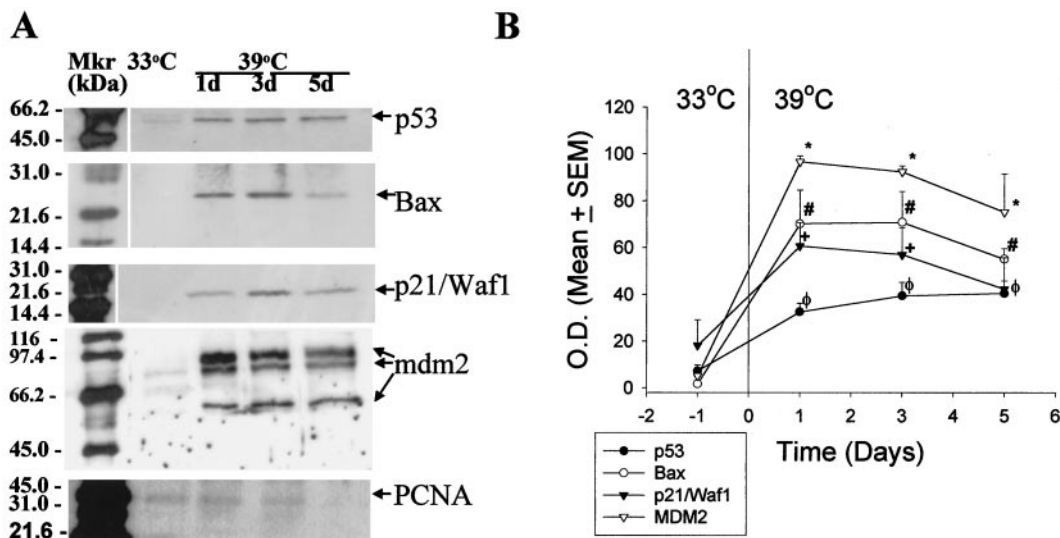 A
Mkr 33°C 39°C
(kDa) 1d 3d 5d
66.2 -
45.0 -
p53
31.0 -
21.6 -
14.4 -
Bax
31.0 -
21.6 -
14.4 -
p21/Waf1
116 -
97.4 -
66.2 -
45.0 -
mdm2
45.0 -
31.0 -
21.6 -
PCNA
B
33°C 39°C
O.D. (Mean ± SEM)
120
100
80
60
40
20
0
* * *
# # #
+ +
ϕ ϕ ϕ
-2 -1 0 1 2 3 4 5 6
Time (Days)
p53
Bax
p21/Waf1
MDM2